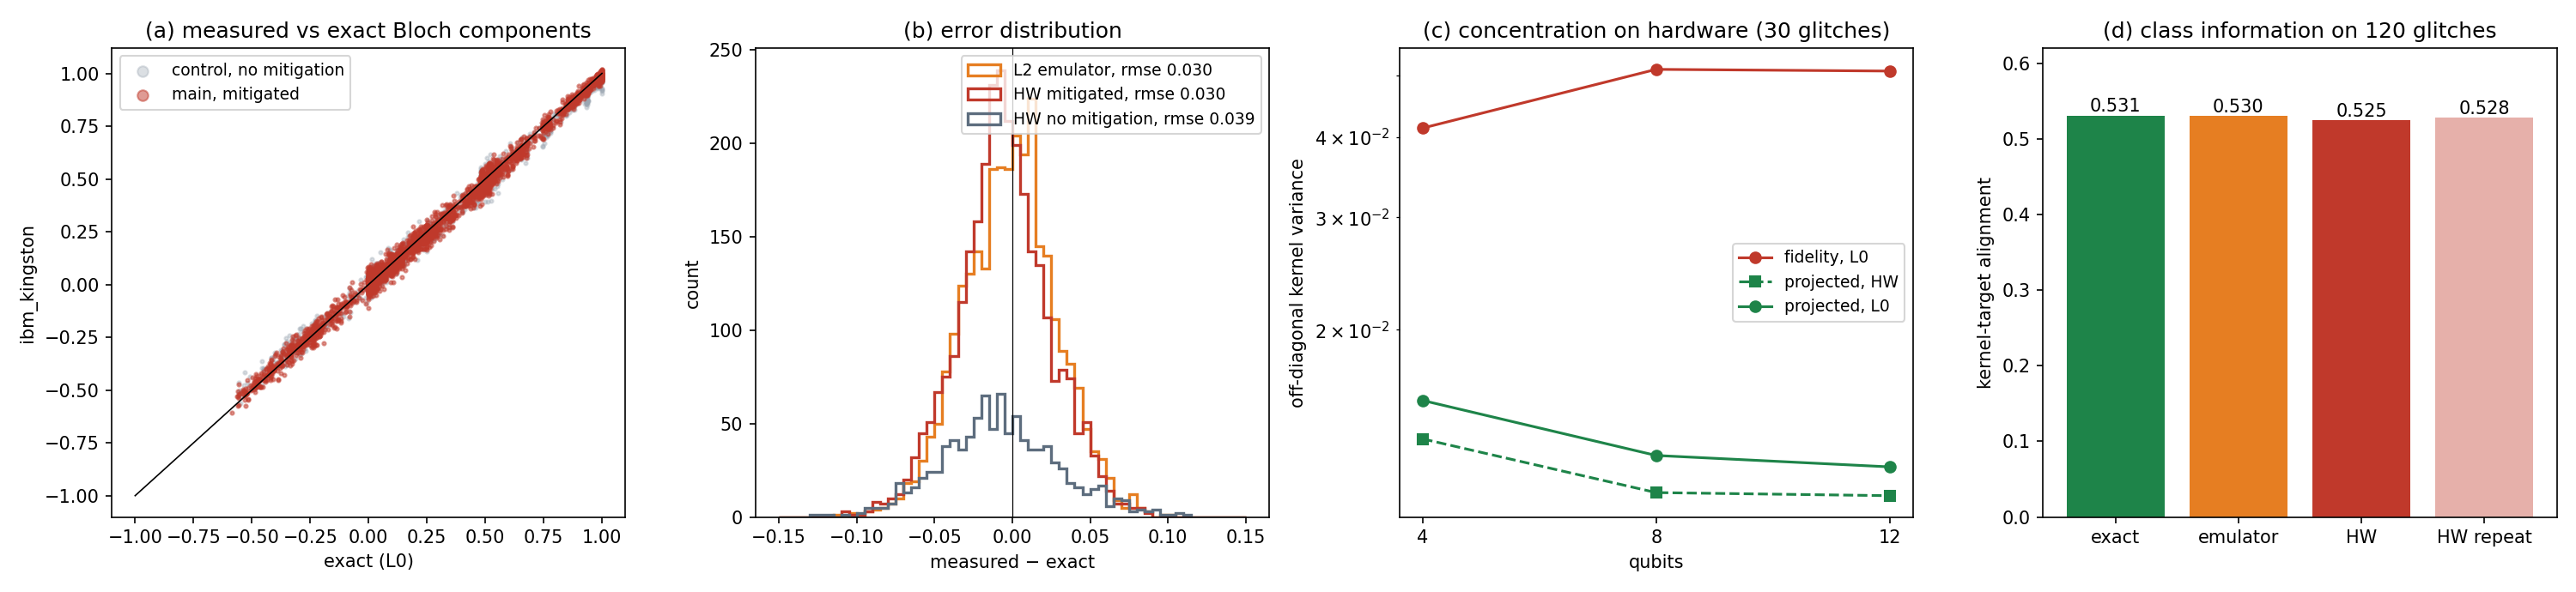 (a) measured vs exact Bloch components
control, no mitigation
main, mitigated
1.00
0.75
0.50
0.25
0.00
−0.25
−0.50
−0.75
−1.00
ibm_kingston
−1.00 −0.75 −0.50 −0.25 0.00 0.25 0.50 0.75 1.00
exact (L0)
(b) error distribution
L2 emulator, rmse 0.030
HW mitigated, rmse 0.030
HW no mitigation, rmse 0.039
250
200
150
100
50
0
count
−0.15 −0.10 −0.05 0.00 0.05 0.10 0.15
measured − exact
(c) concentration on hardware (30 glitches)
4 × 10⁻²
3 × 10⁻²
2 × 10⁻²
off-diagonal kernel variance
fidelity, L0
projected, HW
projected, L0
4 8 12
qubits
(d) class information on 120 glitches
0.6
0.5
0.4
0.3
0.2
0.1
0.0
kernel-target alignment
0.531 0.530 0.525 0.528
exact emulator HW HW repeat